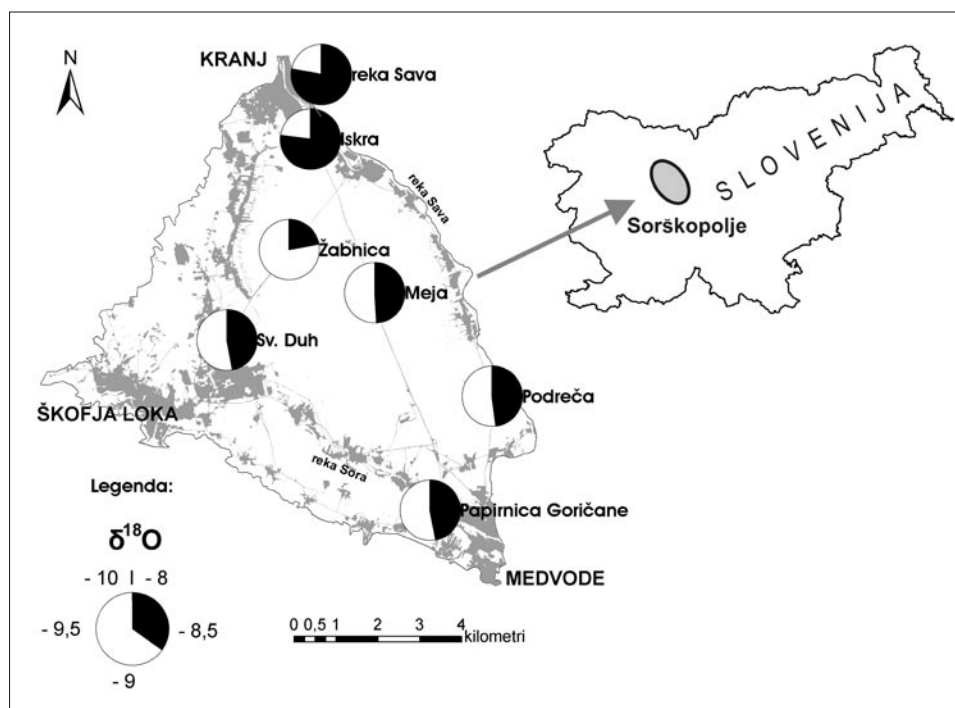 N
KRANJ
reka Sava
Iskra
reka Sava
Žabnica
Meja
Sv. Duh
Podreča
ŠKOFJA LOKA
reka Sora
Papirnica Goričane
MEDVODE
SLOVENIJA
Sorškopolje
Legenda:
δ18O
- 10 | - 8
- 9,5 - 8,5
- 9
0 0,5 1 2 3 4
kilometri